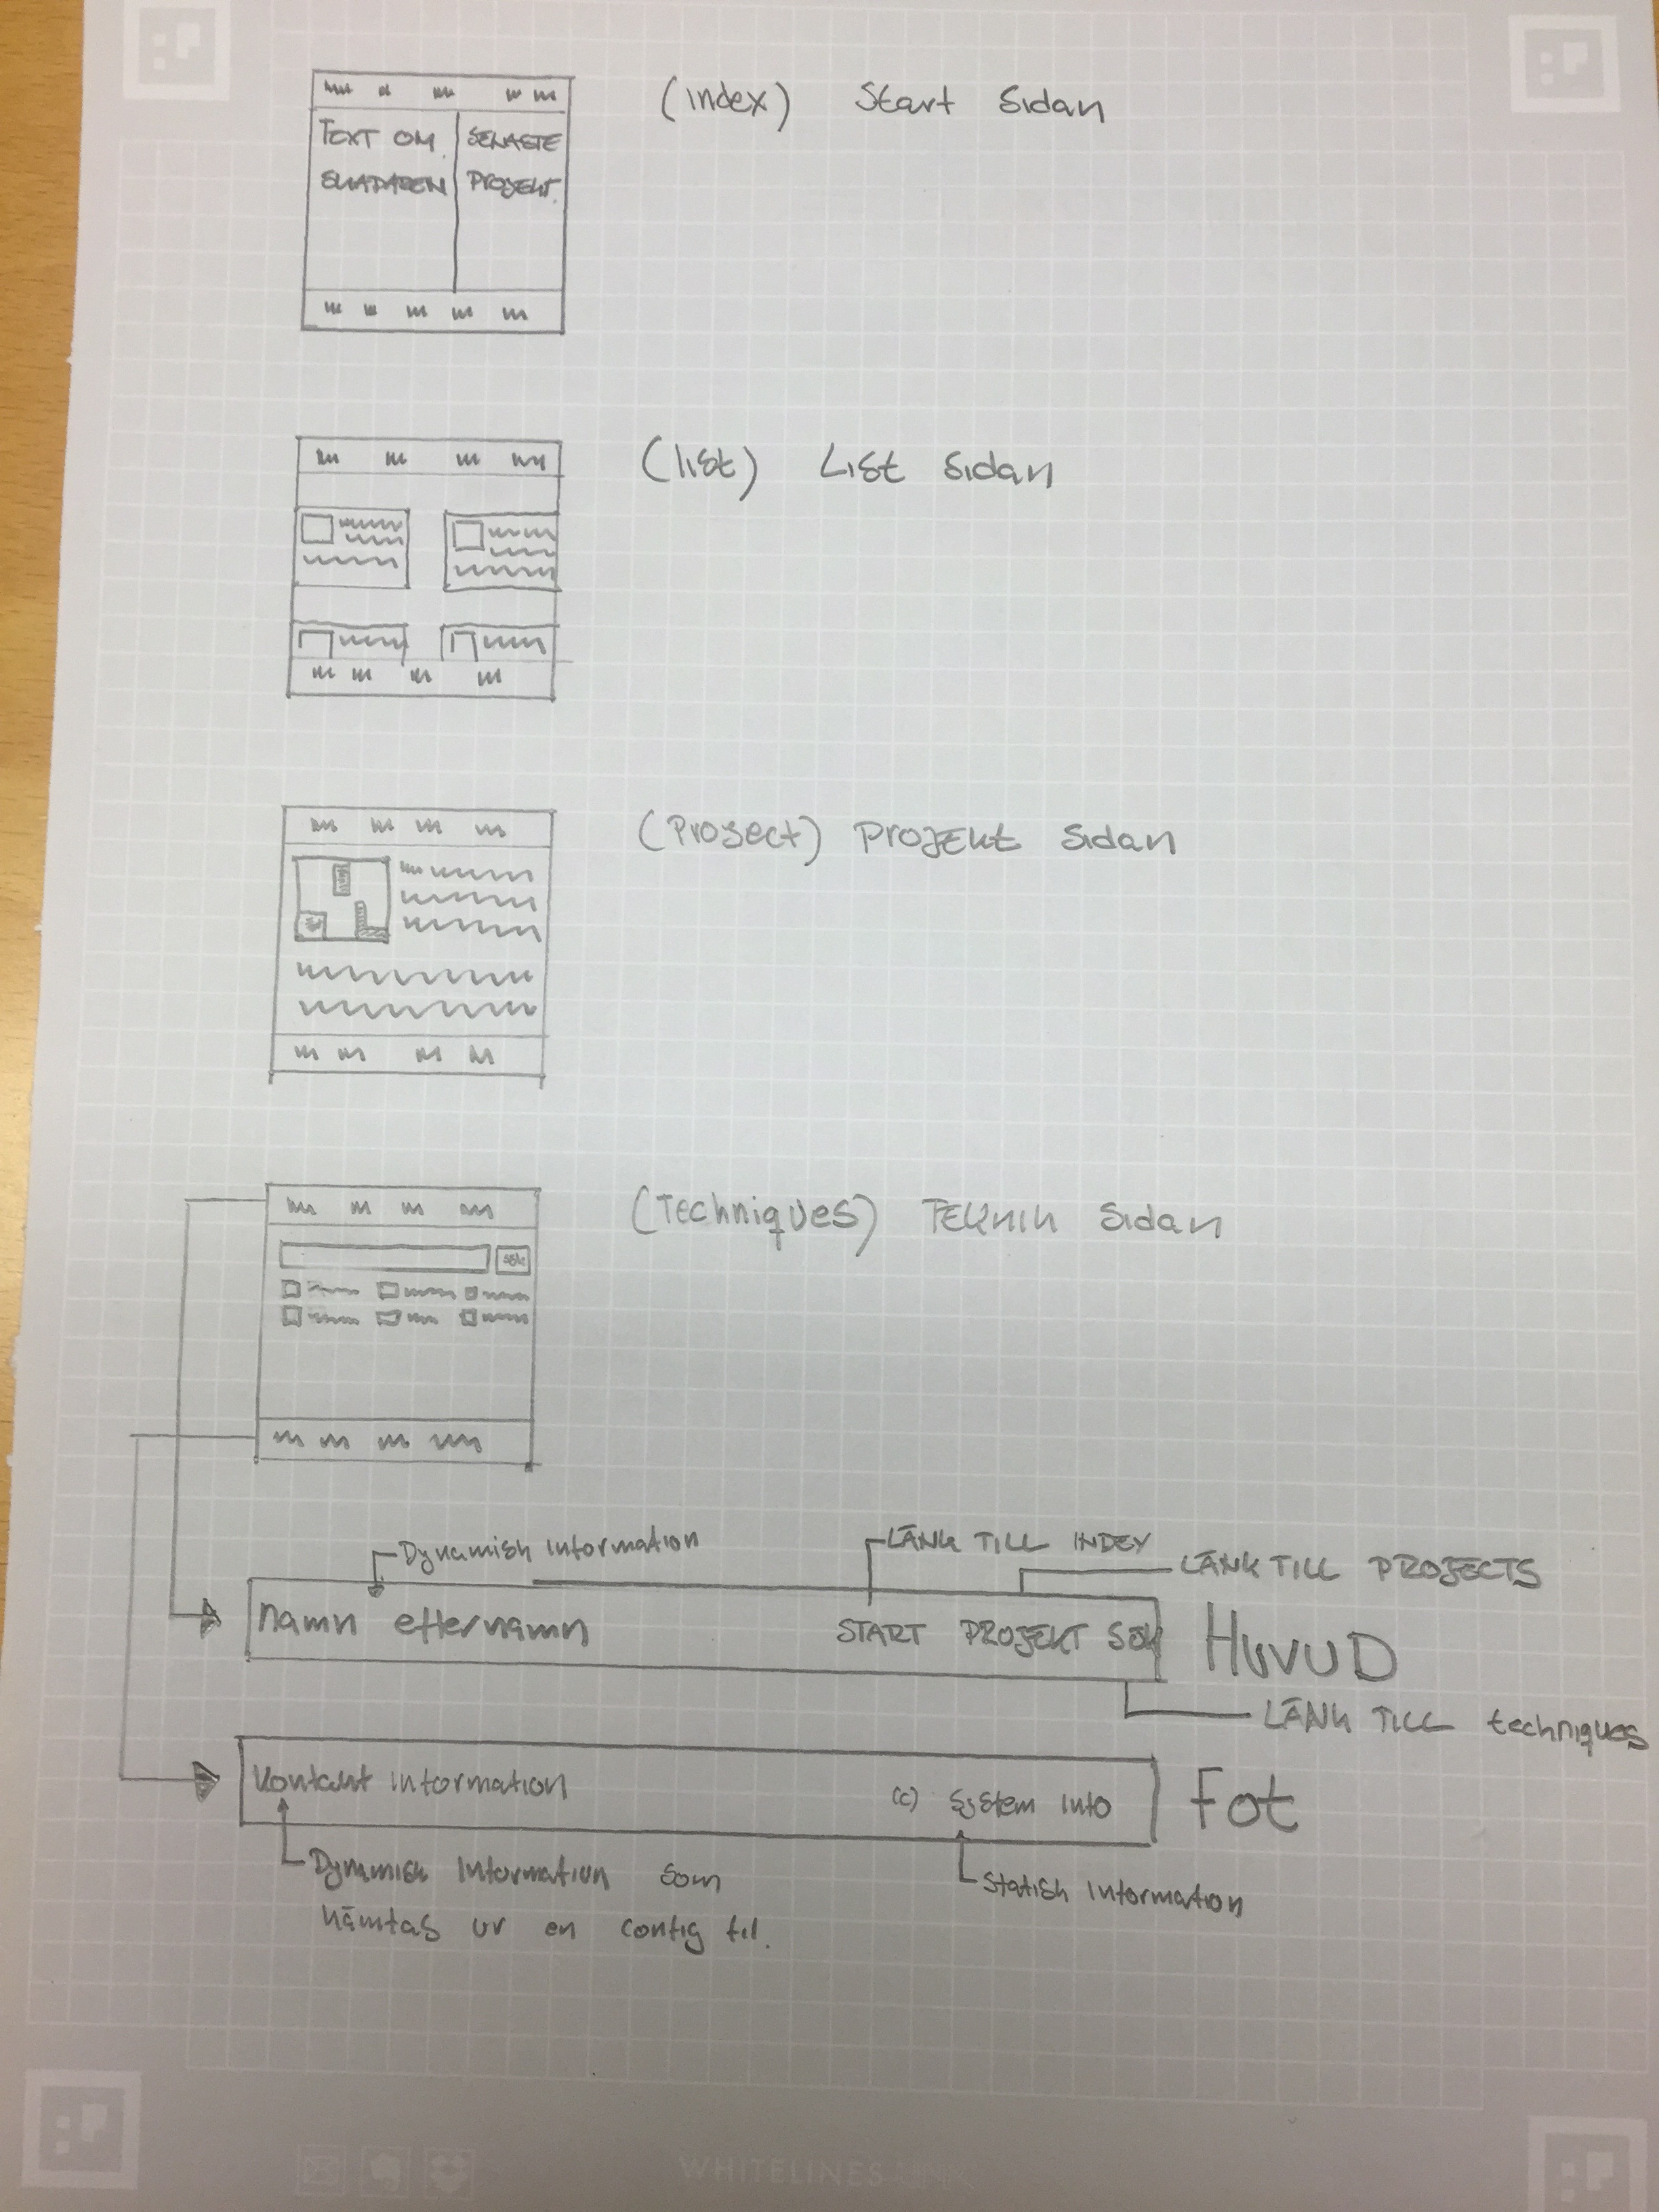 (index) Start Sidan
TEXT OM
SKAPAREN
SENASTE
PROJEKT.
(list) List Sidan
(Project) Projekt Sidan
(Techniques) Teknik Sidan
sök
Dynamisk information
LÄNK TILL INDEX
LÄNK TILL PROJECTS
namn efternamn
START PROJEKT SÖK
HUVUD
LÄNK TILL techniques
Kontakt information
(c) System info
Fot
Dynamisk information som
hämtas ur en config fil.
Statisk information
WHITELINES LINK